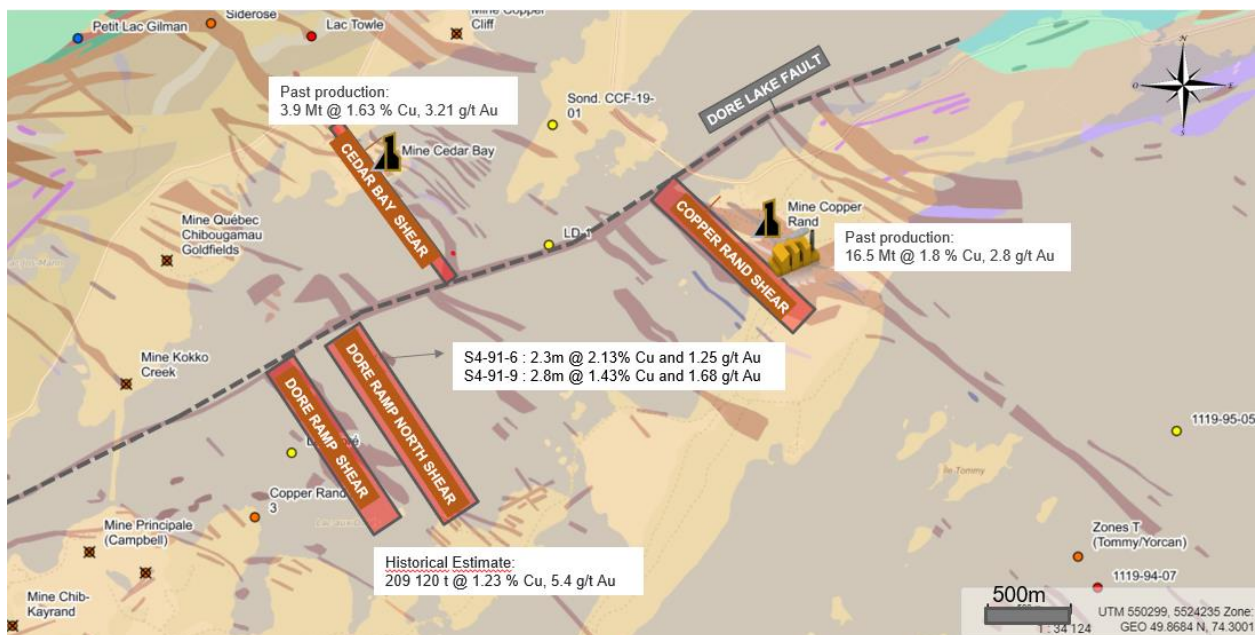 Siderose
Petit Lac Gilman
Lac Towle
Mine Copper
Cliff
N
O
E
S
DORE LAKE FAULT
Past production:
3.9 Mt @ 1.63 % Cu, 3.21 g/t Au
Sond. CCF-19-
01
Mine Cedar Bay
CEDAR BAY SHEAR
Mine Québec
Chibougamau
Goldfields
LD-1
COPPER RAND SHEAR
Mine Copper
Rand
Past production:
16.5 Mt @ 1.8 % Cu, 2.8 g/t Au
S4-91-6 : 2.3m @ 2.13% Cu and 1.25 g/t Au
S4-91-9 : 2.8m @ 1.43% Cu and 1.68 g/t Au
Mine Kokko
Creek
DORE RAMP SHEAR
DORE RAMP NORTH SHEAR
1119-95-05
Île Tommy
Copper Rand
3
Mine Principale
(Campbell)
Zones T
(Tommy/Yorcan)
1119-94-07
Historical Estimate:
209 120 t @ 1.23 % Cu, 5.4 g/t Au
Mine Chib-
Kayrand
500m
1 : 34 124
UTM 550299, 5524235 Zone:
GEO 49.8684 N, 74.3001